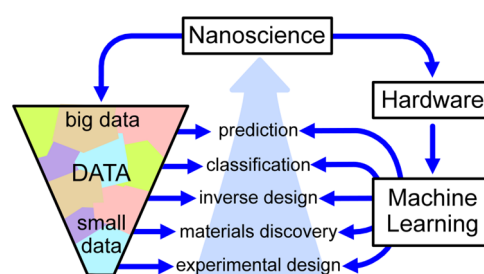 Nanoscience
Hardware
big data
DATA
small
data
prediction
classification
inverse design
materials discovery
experimental design
Machine
Learning